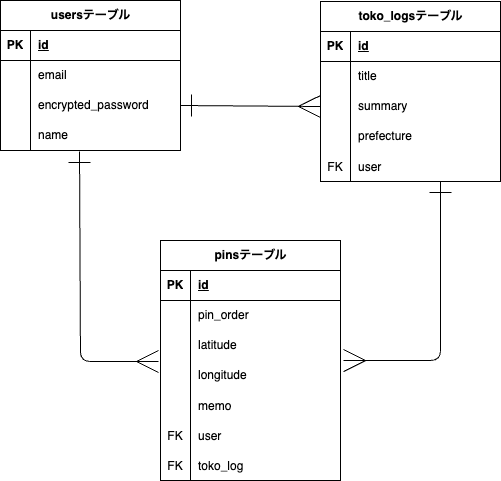 usersテーブル
PK id
email
encrypted_password
name
toko_logsテーブル
PK id
title
summary
prefecture
FK user
pinsテーブル
PK id
pin_order
latitude
longitude
memo
FK user
FK toko_log